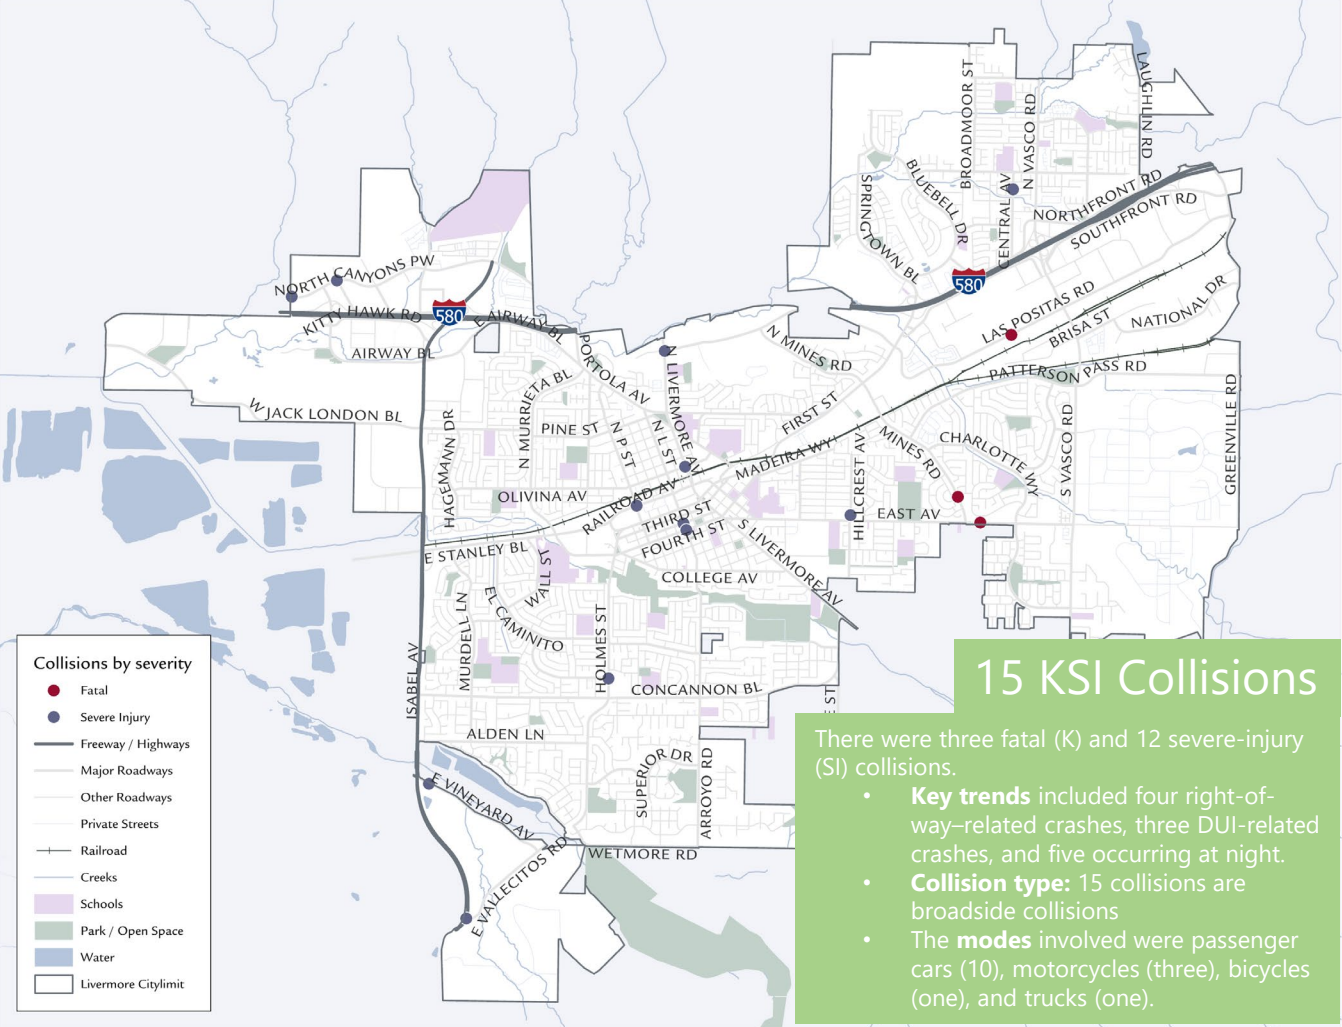 BROADMOOR ST
N VASCO RD
LAUGHLIN RD
SPRINGTOWN BL
BLUEBELL DR
CENTRAL AV
NORTHFRONT RD
SOUTHFRONT RD
580
NORTH CANYONS PW
KITTY HAWK RD
580
E AIRWAY BL
AIRWAY BL
PORTOLA AV
N LIVERMORE AV
N MINES RD
LAS POSITAS RD
BRISA ST
NATIONAL DR
PATTERSON PASS RD
W JACK LONDON BL
HAGEMANN DR
N MURRIETA BL
PINE ST
N P ST
N L ST
FIRST ST
MADEIRA WY
HILLCREST AV
MINES RD
CHARLOTTE WY
S VASCO RD
GREENVILLE RD
OLIVINA AV
RAILROAD AV
THIRD ST
FOURTH ST
S LIVERMORE AV
EAST AV
E STANLEY BL
WALL ST
COLLEGE AV
MURDELL LN
EL CAMINITO
HOLMES ST
ISABEL AV
CONCANNON BL
E ST
ALDEN LN
SUPERIOR DR
ARROYO RD
E VINEYARD AV
WETMORE RD
E VALLECITOS RD
Collisions by severity
Fatal
Severe Injury
Freeway / Highways
Major Roadways
Other Roadways
Private Streets
Railroad
Creeks
Schools
Park / Open Space
Water
Livermore Citylimit
15 KSI Collisions
There were three fatal (K) and 12 severe-injury
(SI) collisions.
• Key trends included four right-of-
way–related crashes, three DUI-related
crashes, and five occurring at night.
• Collision type: 15 collisions are
broadside collisions
• The modes involved were passenger
cars (10), motorcycles (three), bicycles
(one), and trucks (one).